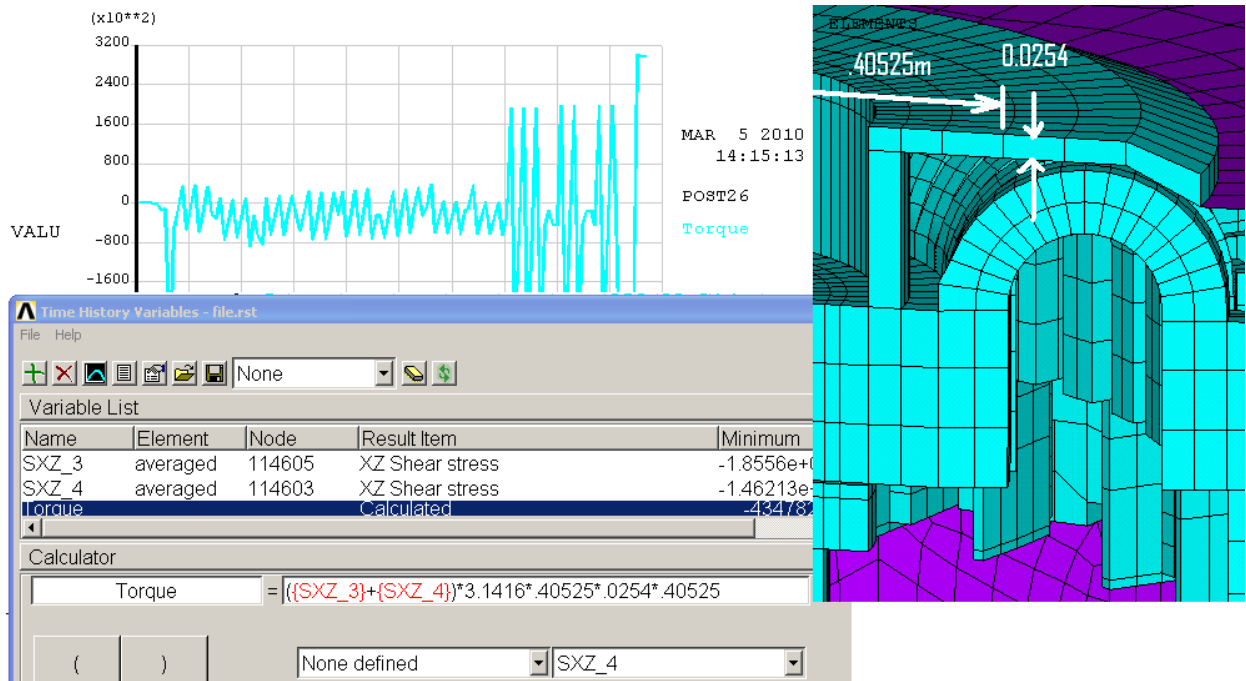 (x10**2)
3200
2400
1600
800
0
-800
-1600
VALU
MAR 5 2010
14:15:13
POST26
Torque
ELEMENTS
.40525m
0.0254
Time History Variables - file.rst
File Help
None
Variable List
Name Element Node Result Item Minimum
SXZ_3 averaged 114605 XZ Shear stress -1.8556e+0
SXZ_4 averaged 114603 XZ Shear stress -1.46213e-
Torque Calculated -434782
Calculator
Torque = ({SXZ_3}+{SXZ_4})*3.1416*.40525*.0254*.40525
( ) None defined SXZ_4